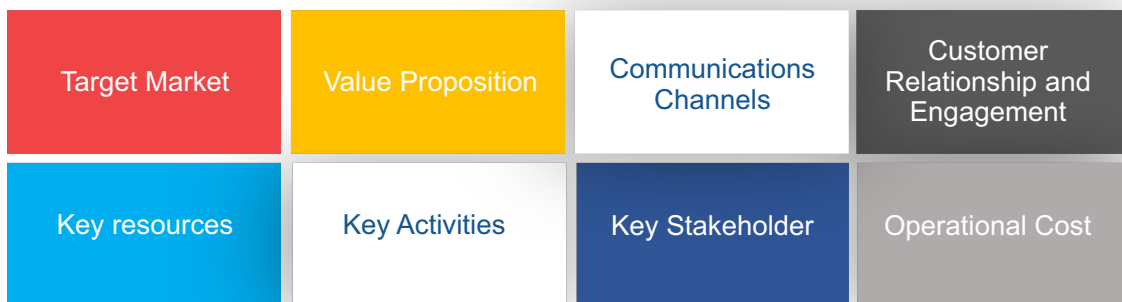 Target Market
Value Proposition
Communications
Channels
Customer
Relationship and
Engagement
Key resources
Key Activities
Key Stakeholder
Operational Cost